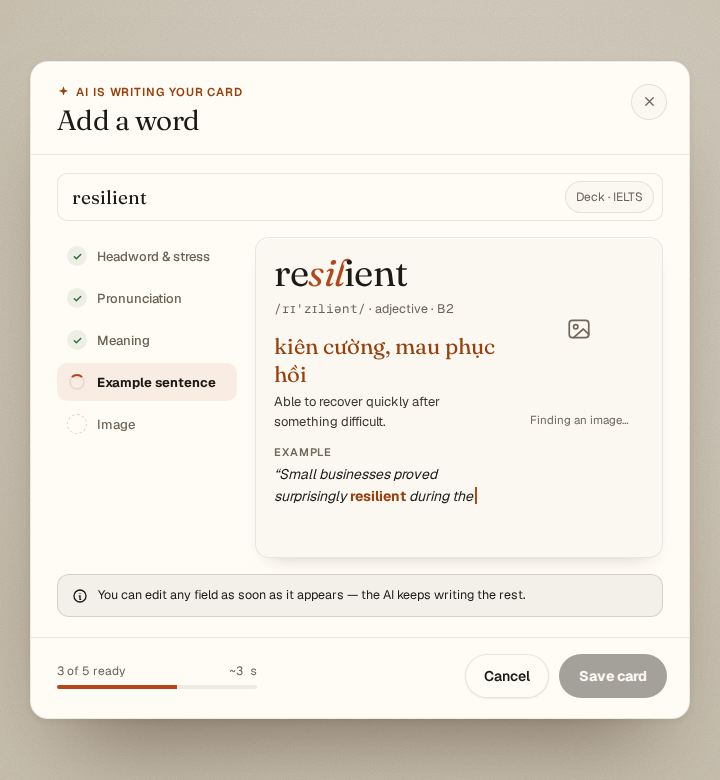 AI IS WRITING YOUR CARD
Add a word
resilient
Deck · IELTS
Headword & stress
Pronunciation
Meaning
Example sentence
Image
resilient
/rɪˈzɪliənt/ · adjective · B2
kiên cường, mau phục
hồi
Able to recover quickly after
something difficult.
EXAMPLE
“Small businesses proved
surprisingly resilient during the
Finding an image…
You can edit any field as soon as it appears — the AI keeps writing the rest.
3 of 5 ready
~3 s
Cancel
Save card